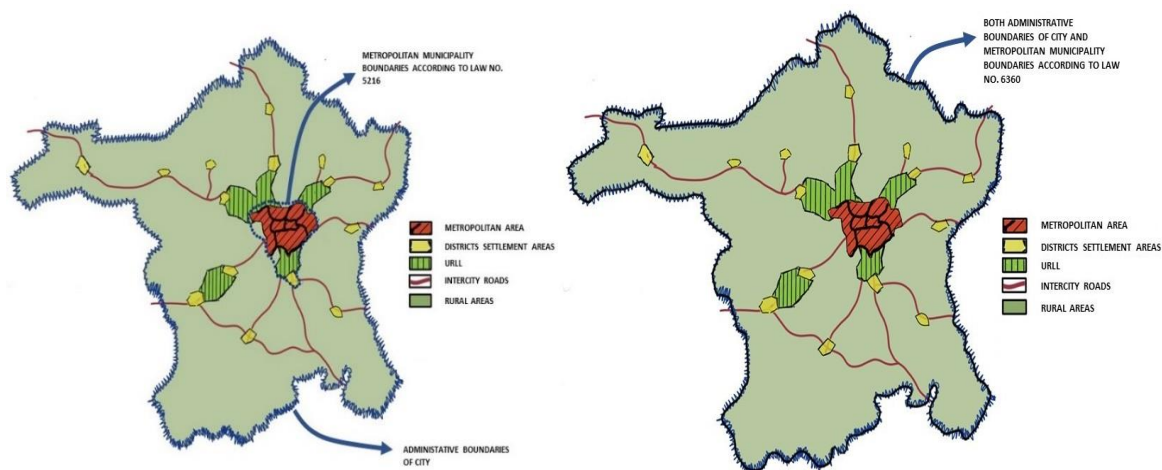 METROPOLITAN MUNICIPALITY
BOUNDARIES ACCORDING TO LAW NO.
5216
METROPOLITAN AREA
DISTRICTS SETTLEMENT AREAS
URLL
INTERCITY ROADS
RURAL AREAS
ADMINISTATIVE BOUNDARIES
OF CITY
BOTH ADMINISTRATIVE
BOUNDARIES OF CITY AND
METROPOLITAN MUNICIPALITY
BOUNDARIES ACCORDING TO LAW
NO. 6360
METROPOLITAN AREA
DISTRICTS SETTLEMENT AREAS
URLL
INTERCITY ROADS
RURAL AREAS